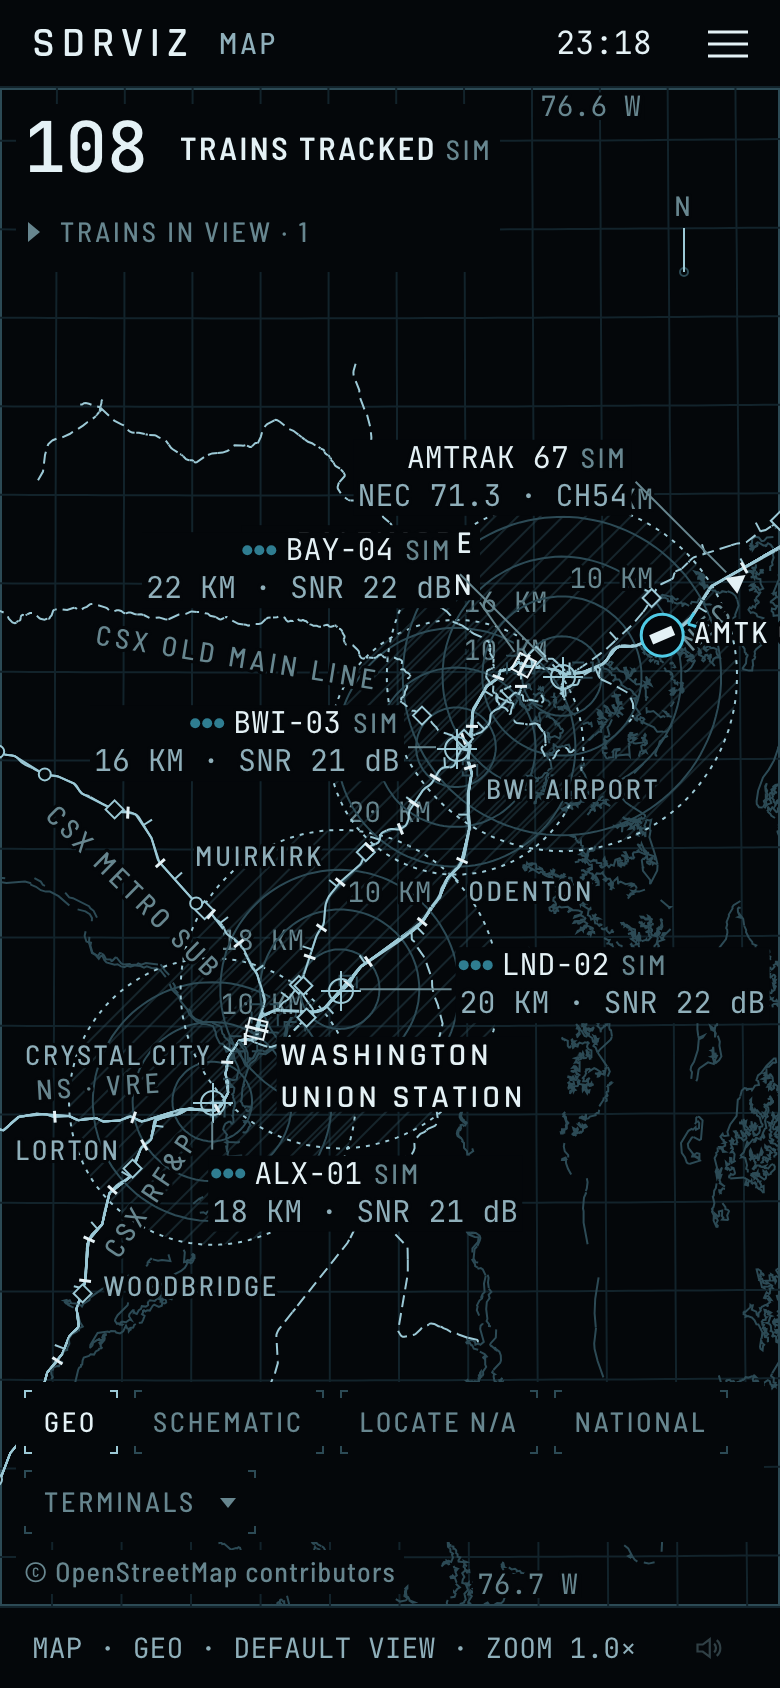 SDRVIZ MAP 23:18
76.6 W
108 TRAINS TRACKED SIM
N
TRAINS IN VIEW · 1
AMTRAK 67 SIM
NEC 71.3 · CH54
BAY-04 SIM E
22 KM · SNR 22 dB N
10 KM
16 KM
10 KM
AMTK
CSX OLD MAIN LINE
BWI-03 SIM
16 KM · SNR 21 dB
BWI AIRPORT
20 KM
CSX METRO SUB
MUIRKIRK
10 KM
ODENTON
18 KM
LND-02 SIM
20 KM · SNR 22 dB
10 KM
CRYSTAL CITY
WASHINGTON
UNION STATION
NS · VRE
LORTON
CSX RF&P
ALX-01 SIM
18 KM · SNR 21 dB
WOODBRIDGE
GEO SCHEMATIC LOCATE N/A NATIONAL
TERMINALS
© OpenStreetMap contributors
76.7 W
MAP · GEO · DEFAULT VIEW · ZOOM 1.0×